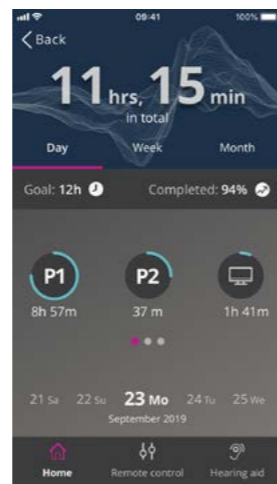 09:41 100%
Back
11 hrs, 15 min
in total
Day Week Month
Goal: 12h Completed: 94%
P1 P2
8h 57m 37 m 1h 41m
21 Sa 22 Su 23 Mo 24 Tu 25 We
September 2019
Home Remote control Hearing aid